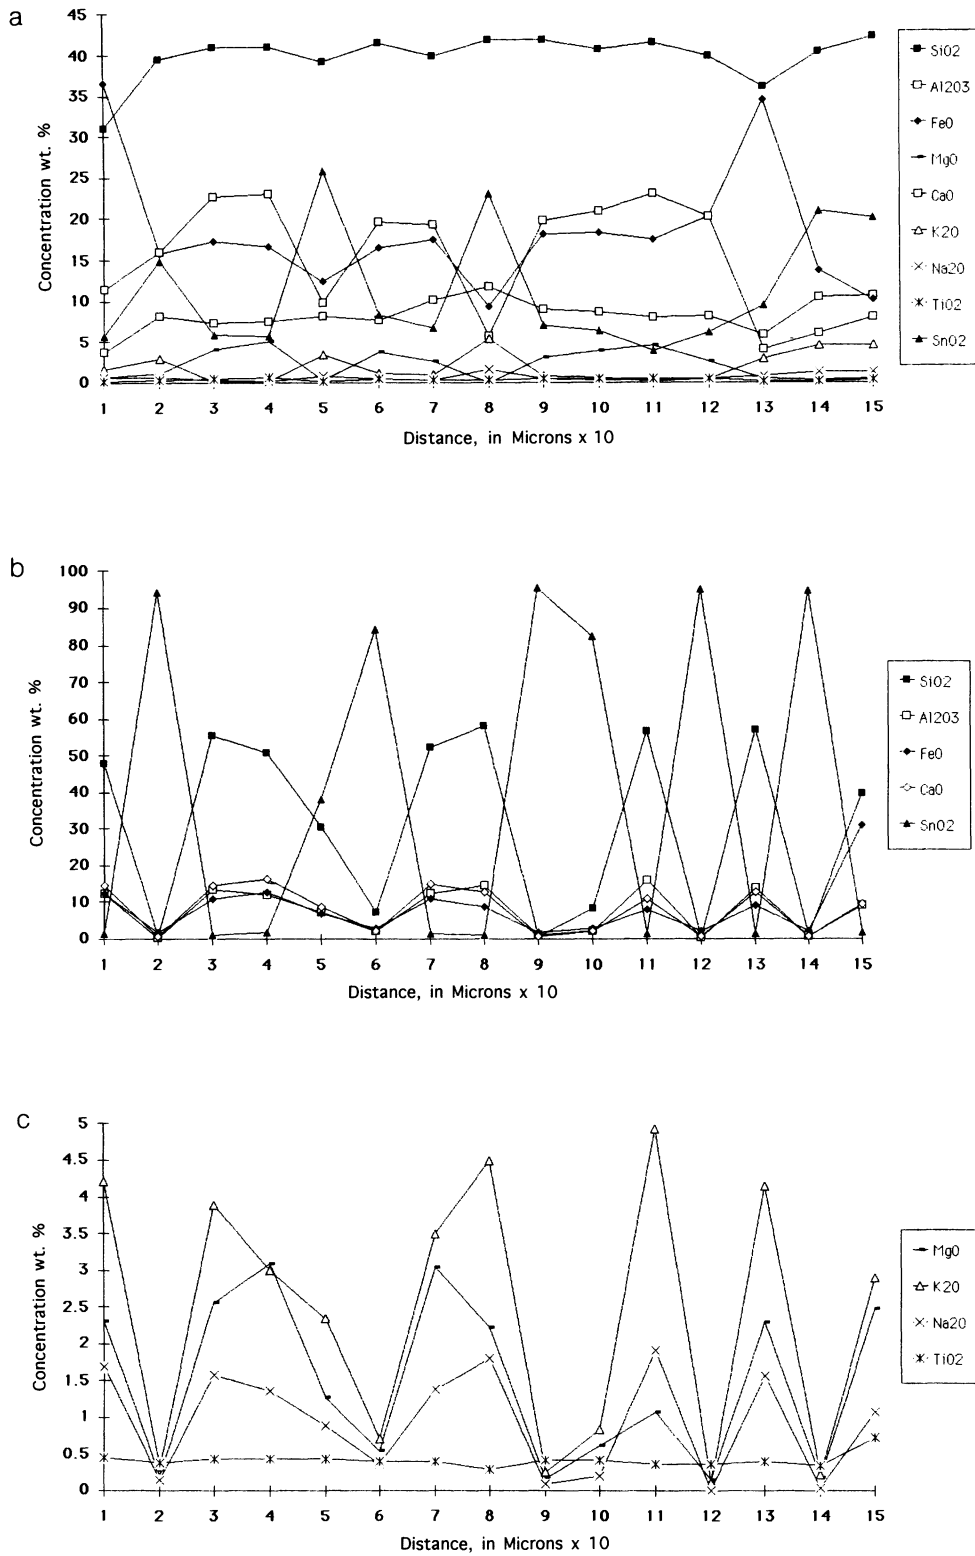 a
Concentration wt. %
45
40
35
30
25
20
15
10
5
0
1 2 3 4 5 6 7 8 9 10 11 12 13 14 15
Distance, in Microns x 10
Si02
Al203
Fe0
Mg0
Ca0
K20
Na20
Ti02
Sn02
b
Concentration wt. %
100
90
80
70
60
50
40
30
20
10
0
1 2 3 4 5 6 7 8 9 10 11 12 13 14 15
Distance, in Microns x 10
Si02
Al203
Fe0
Ca0
Sn02
c
Concentration wt. %
5
4.5
4
3.5
3
2.5
2
1.5
1
0.5
0
1 2 3 4 5 6 7 8 9 10 11 12 13 14 15
Distance, in Microns x 10
Mg0
K20
Na20
Ti02